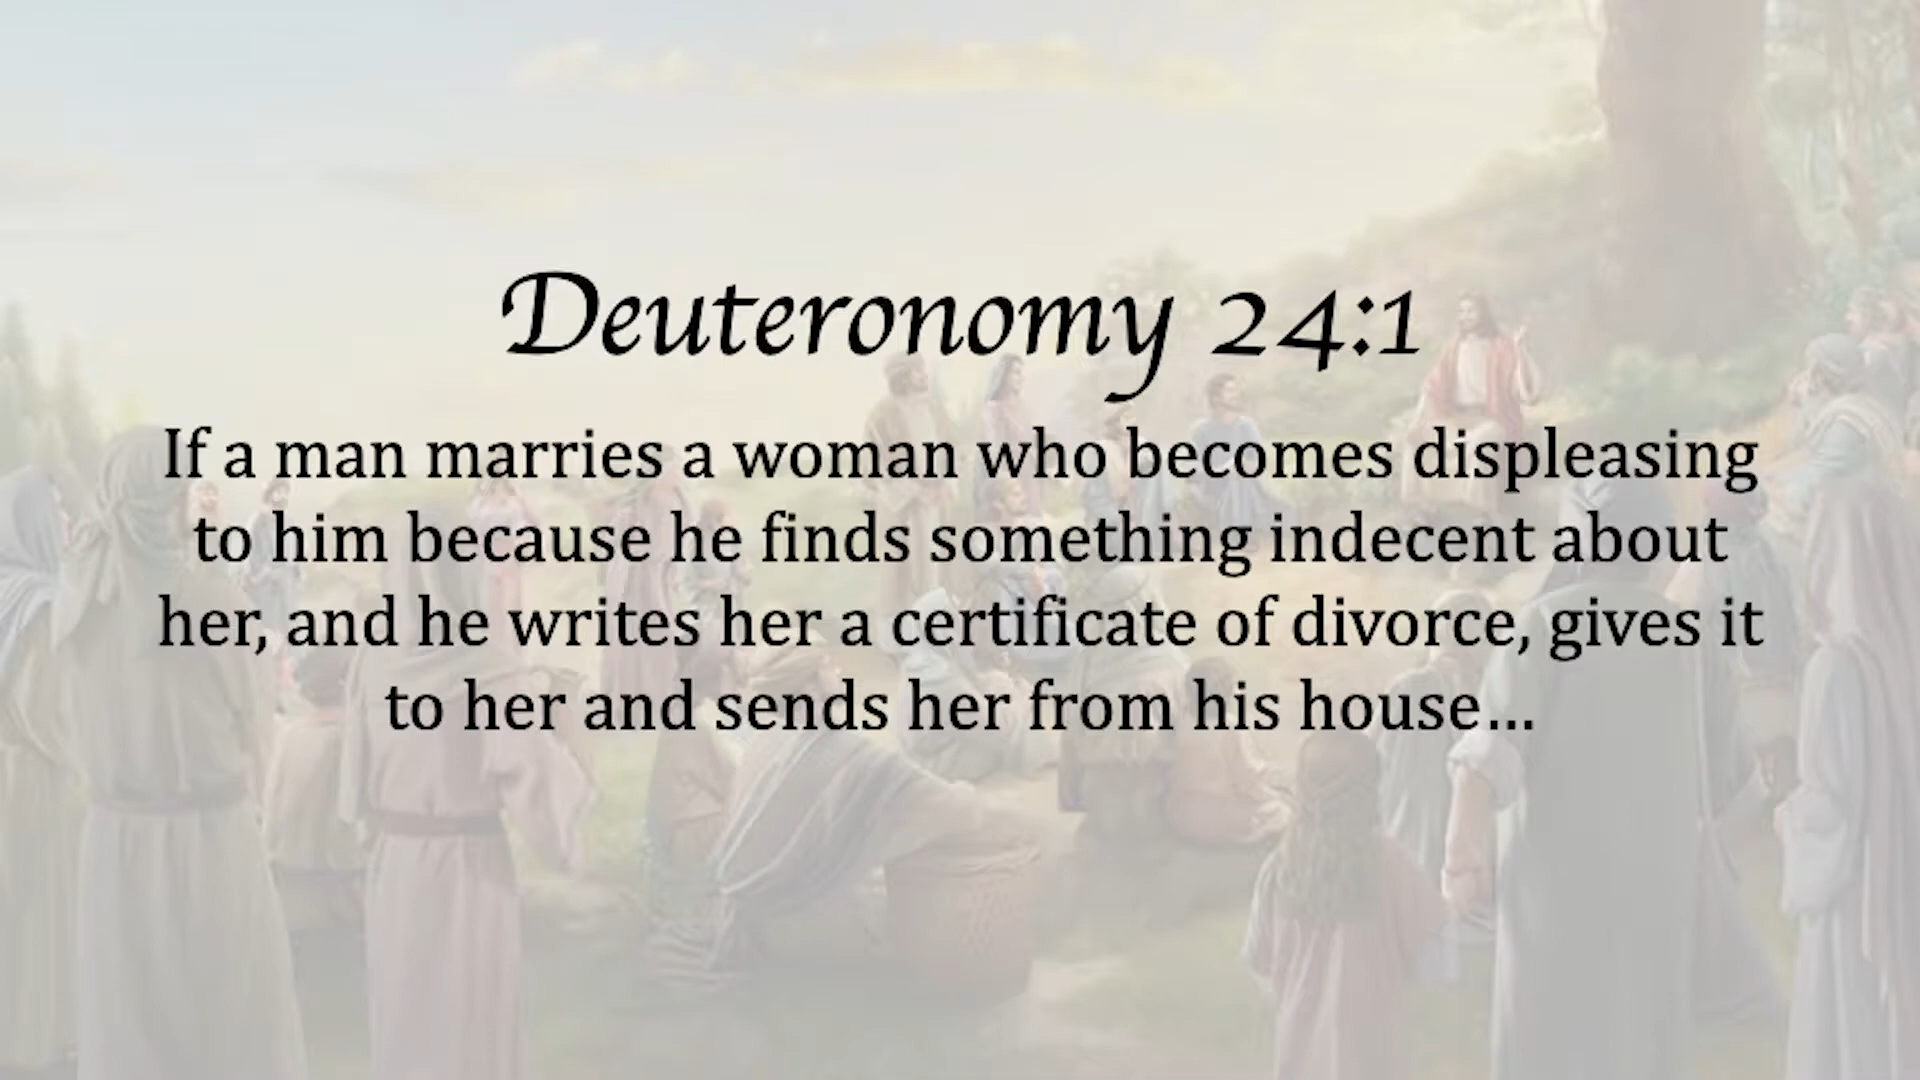 Deuteronomy 24:1
If a man marries a woman who becomes displeasing
to him because he finds something indecent about
her, and he writes her a certificate of divorce, gives it
to her and sends her from his house…